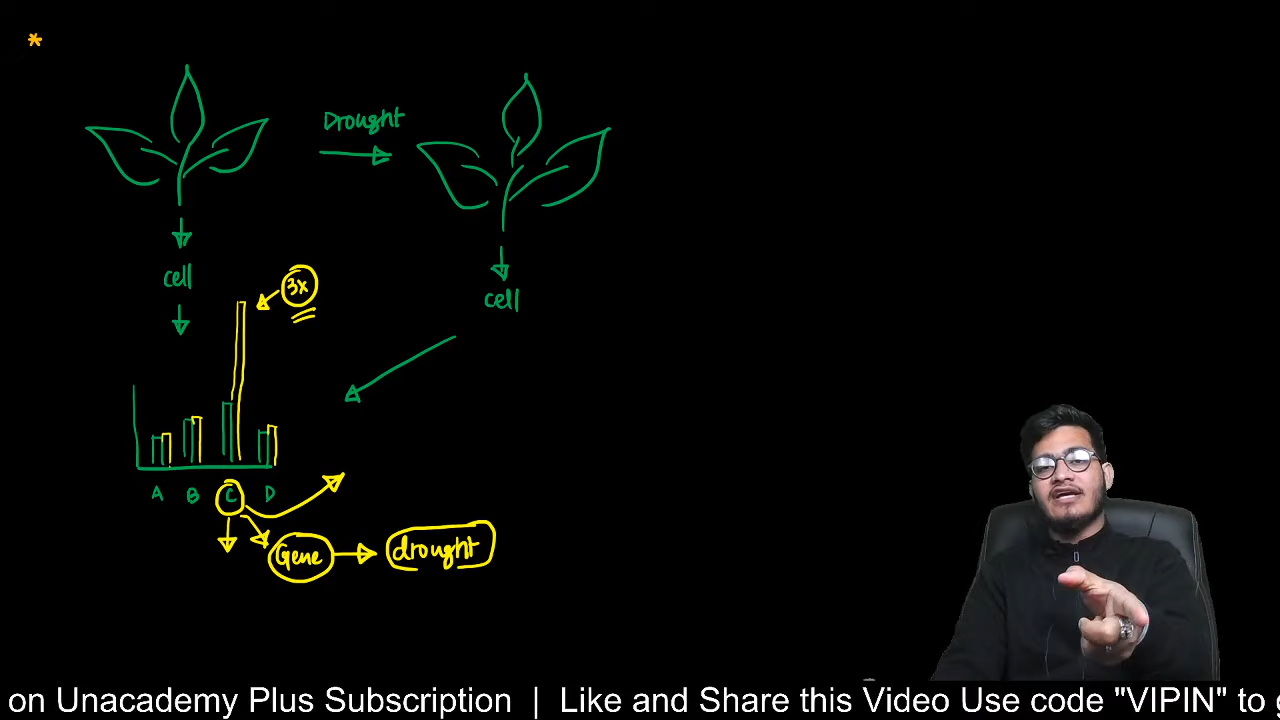 *
Drought
cell
3x
cell
A B C D
Gene
drought
on Unacademy Plus Subscription | Like and Share this Video Use code "VIPIN" to